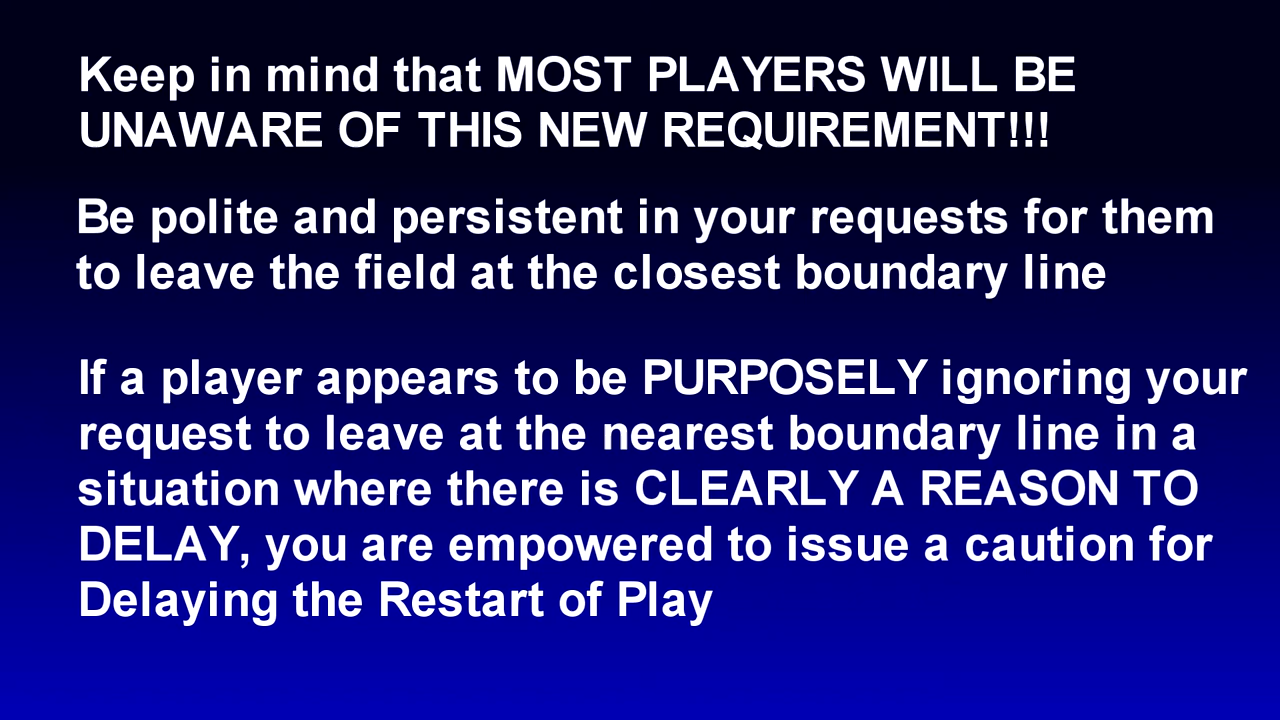 Keep in mind that MOST PLAYERS WILL BE
UNAWARE OF THIS NEW REQUIREMENT!!!
Be polite and persistent in your requests for them
to leave the field at the closest boundary line
If a player appears to be PURPOSELY ignoring your
request to leave at the nearest boundary line in a
situation where there is CLEARLY A REASON TO
DELAY, you are empowered to issue a caution for
Delaying the Restart of Play